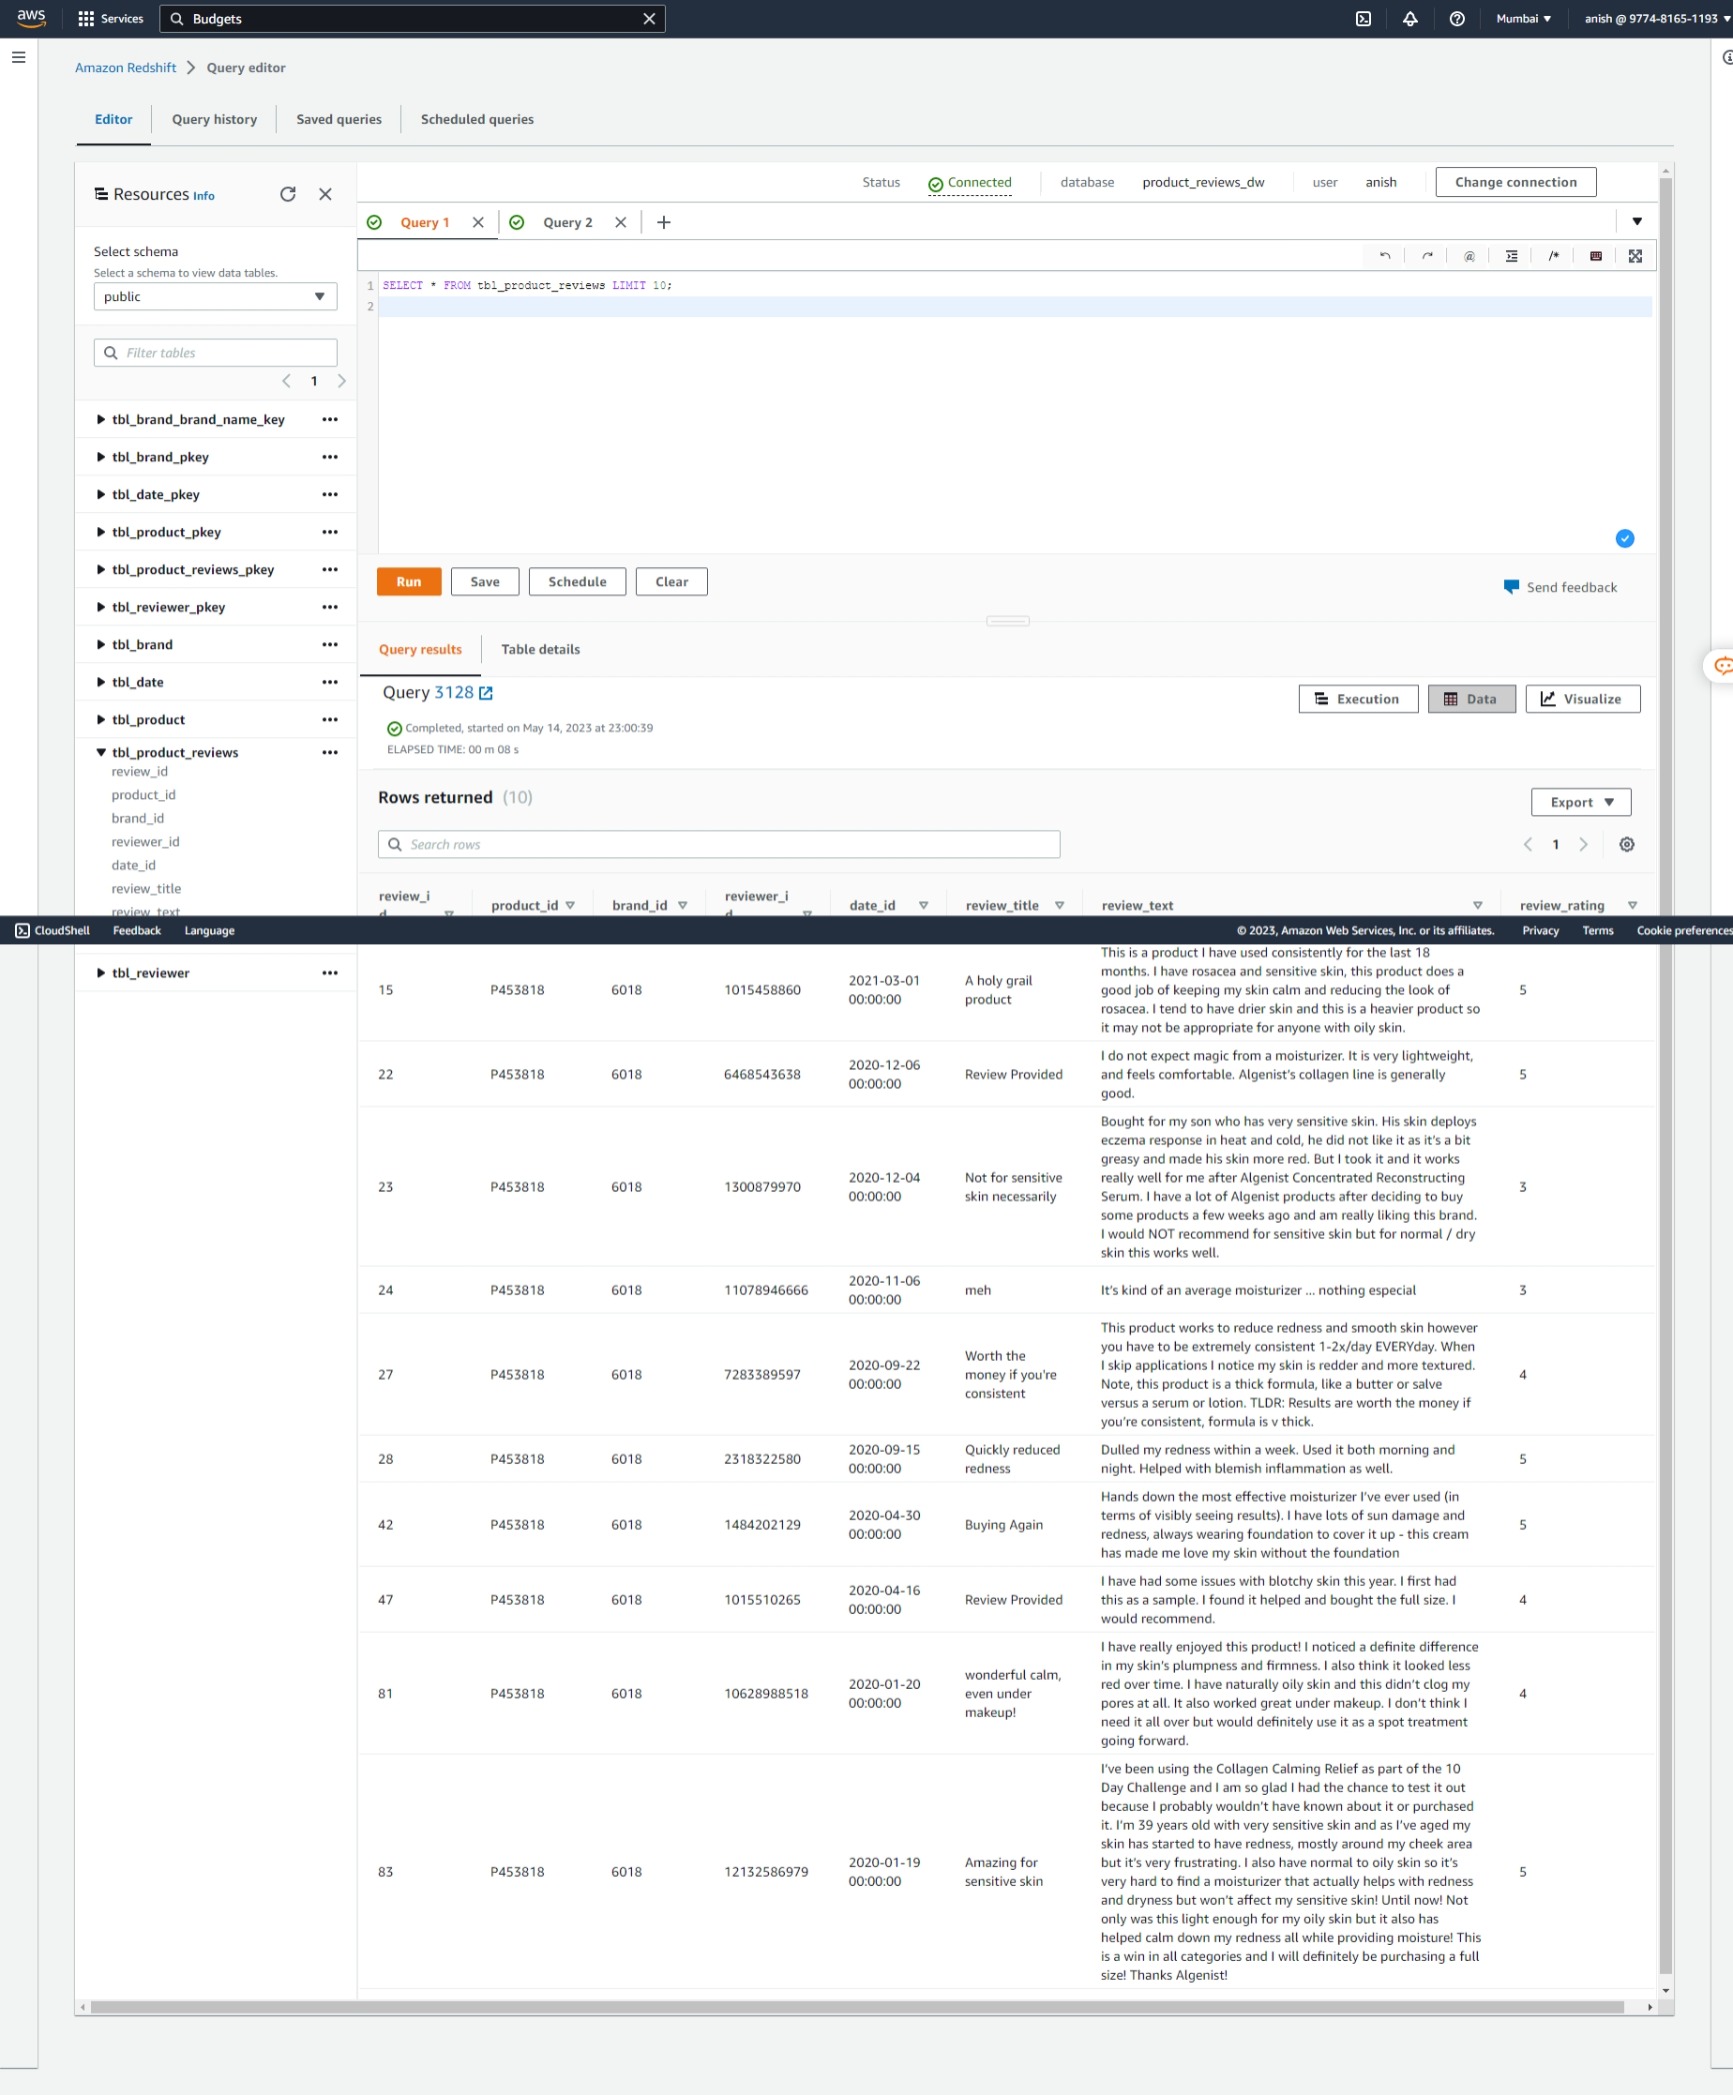 aws
Services
Budgets
Mumbai
anish @ 9774-8165-1193
Amazon Redshift
Query editor
Editor
Query history
Saved queries
Scheduled queries
Resources Info
Select schema
Select a schema to view data tables.
public
Filter tables
1
tbl_brand_brand_name_key
tbl_brand_pkey
tbl_date_pkey
tbl_product_pkey
tbl_product_reviews_pkey
tbl_reviewer_pkey
tbl_brand
tbl_date
tbl_product
tbl_product_reviews
review_id
product_id
brand_id
reviewer_id
date_id
review_title
review_text
tbl_reviewer
Status Connected database product_reviews_dw user anish Change connection
Query 1 Query 2
@ /*
1 SELECT * FROM tbl_product_reviews LIMIT 10;
2
Run Save Schedule Clear
Send feedback
Query results Table details
Query 3128
Execution Data Visualize
Completed, started on May 14, 2023 at 23:00:39
ELAPSED TIME: 00 m 08 s
Rows returned (10)
Export
Search rows
1
review_id product_id brand_id reviewer_id date_id review_title review_text review_rating
CloudShell Feedback Language © 2023, Amazon Web Services, Inc. or its affiliates. Privacy Terms Cookie preferences
15 P453818 6018 1015458860
2021-03-01
00:00:00
A holy grail
product
This is a product I have used consistently for the last 18
months. I have rosacea and sensitive skin, this product does a
good job of keeping my skin calm and reducing the look of
rosacea. I tend to have drier skin and this is a heavier product so
it may not be appropriate for anyone with oily skin.
5
22 P453818 6018 6468543638
2020-12-06
00:00:00
Review Provided
I do not expect magic from a moisturizer. It is very lightweight,
and feels comfortable. Algenist's collagen line is generally
good.
5
23 P453818 6018 1300879970
2020-12-04
00:00:00
Not for sensitive
skin necessarily
Bought for my son who has very sensitive skin. His skin deploys
eczema response in heat and cold, he did not like it as it's a bit
greasy and made his skin more red. But I took it and it works
really well for me after Algenist Concentrated Reconstructing
Serum. I have a lot of Algenist products after deciding to buy
some products a few weeks ago and am really liking this brand.
I would NOT recommend for sensitive skin but for normal / dry
skin this works well.
3
24 P453818 6018 11078946666
2020-11-06
00:00:00
meh
It's kind of an average moisturizer ... nothing especial
3
27 P453818 6018 7283389597
2020-09-22
00:00:00
Worth the
money if you're
consistent
This product works to reduce redness and smooth skin however
you have to be extremely consistent 1-2x/day EVERYday. When
I skip applications I notice my skin is redder and more textured.
Note, this product is a thick formula, like a butter or salve
versus a serum or lotion. TLDR: Results are worth the money if
you're consistent, formula is v thick.
4
28 P453818 6018 2318322580
2020-09-15
00:00:00
Quickly reduced
redness
Dulled my redness within a week. Used it both morning and
night. Helped with blemish inflammation as well.
5
42 P453818 6018 1484202129
2020-04-30
00:00:00
Buying Again
Hands down the most effective moisturizer I've ever used (in
terms of visibly seeing results). I have lots of sun damage and
redness, always wearing foundation to cover it up - this cream
has made me love my skin without the foundation
5
47 P453818 6018 1015510265
2020-04-16
00:00:00
Review Provided
I have had some issues with blotchy skin this year. I first had
this as a sample. I found it helped and bought the full size. I
would recommend.
4
81 P453818 6018 10628988518
2020-01-20
00:00:00
wonderful calm,
even under
makeup!
I have really enjoyed this product! I noticed a definite difference
in my skin's plumpness and firmness. I also think it looked less
red over time. I have naturally oily skin and this didn't clog my
pores at all. It also worked great under makeup. I don't think I
need it all over but would definitely use it as a spot treatment
going forward.
4
83 P453818 6018 12132586979
2020-01-19
00:00:00
Amazing for
sensitive skin
I've been using the Collagen Calming Relief as part of the 10
Day Challenge and I am so glad I had the chance to test it out
because I probably wouldn't have known about it or purchased
it. I'm 39 years old with very sensitive skin and as I've aged my
skin has started to have redness, mostly around my cheek area
but it's very frustrating. I also have normal to oily skin so it's
very hard to find a moisturizer that actually helps with redness
and dryness but won't affect my sensitive skin! Until now! Not
only was this light enough for my oily skin but it also has
helped calm down my redness all while providing moisture! This
is a win in all categories and I will definitely be purchasing a full
size! Thanks Algenist!
5